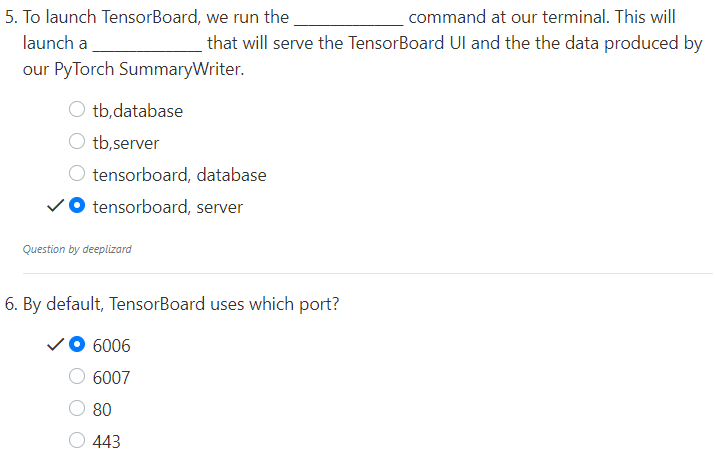 5. To launch TensorBoard, we run the ____________ command at our terminal. This will
launch a ____________ that will serve the TensorBoard UI and the the data produced by
our PyTorch SummaryWriter.
tb,database
tb,server
tensorboard, database
tensorboard, server
Question by deeplizard
6. By default, TensorBoard uses which port?
6006
6007
80
443